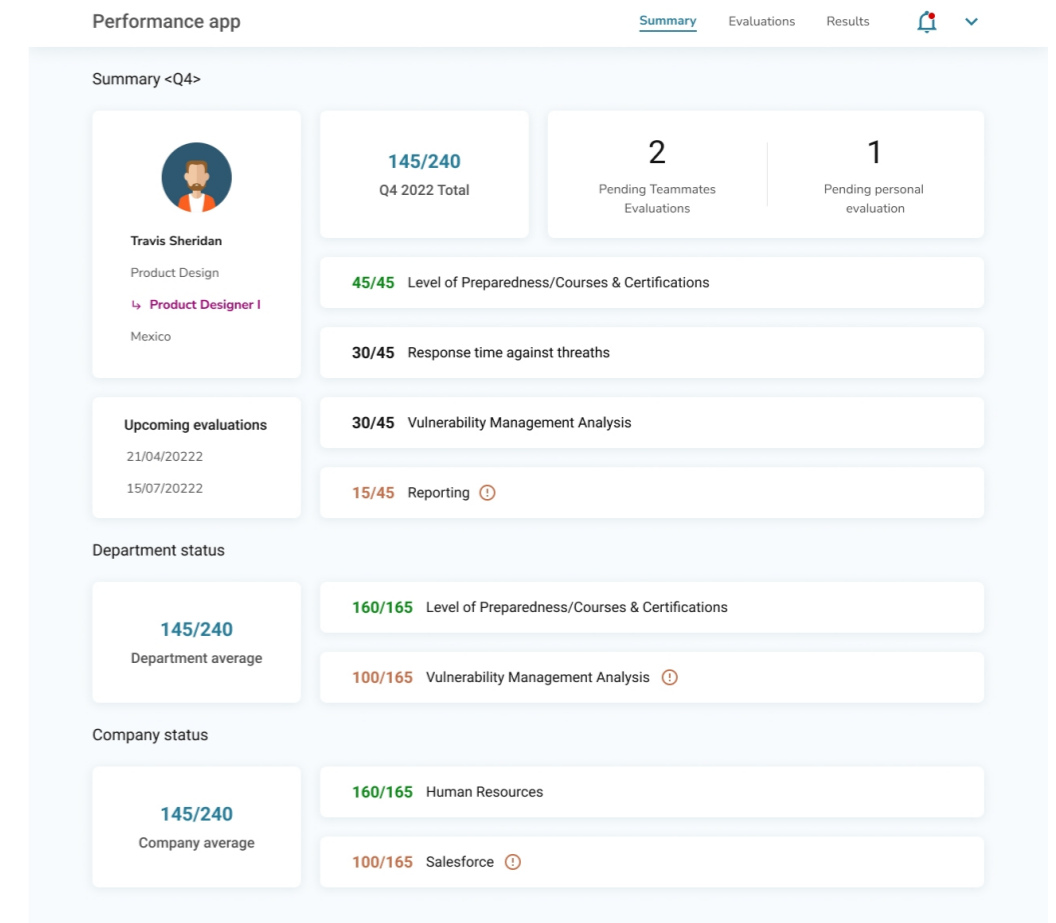 Performance app
Summary
Evaluations
Results
Summary <Q4>
Travis Sheridan
Product Design
↳ Product Designer I
Mexico
145/240
Q4 2022 Total
2
Pending Teammates
Evaluations
1
Pending personal
evaluation
45/45 Level of Preparedness/Courses & Certifications
30/45 Response time against threaths
30/45 Vulnerability Management Analysis
15/45 Reporting
Upcoming evaluations
21/04/20222
15/07/20222
Department status
145/240
Department average
160/165 Level of Preparedness/Courses & Certifications
100/165 Vulnerability Management Analysis
Company status
145/240
Company average
160/165 Human Resources
100/165 Salesforce